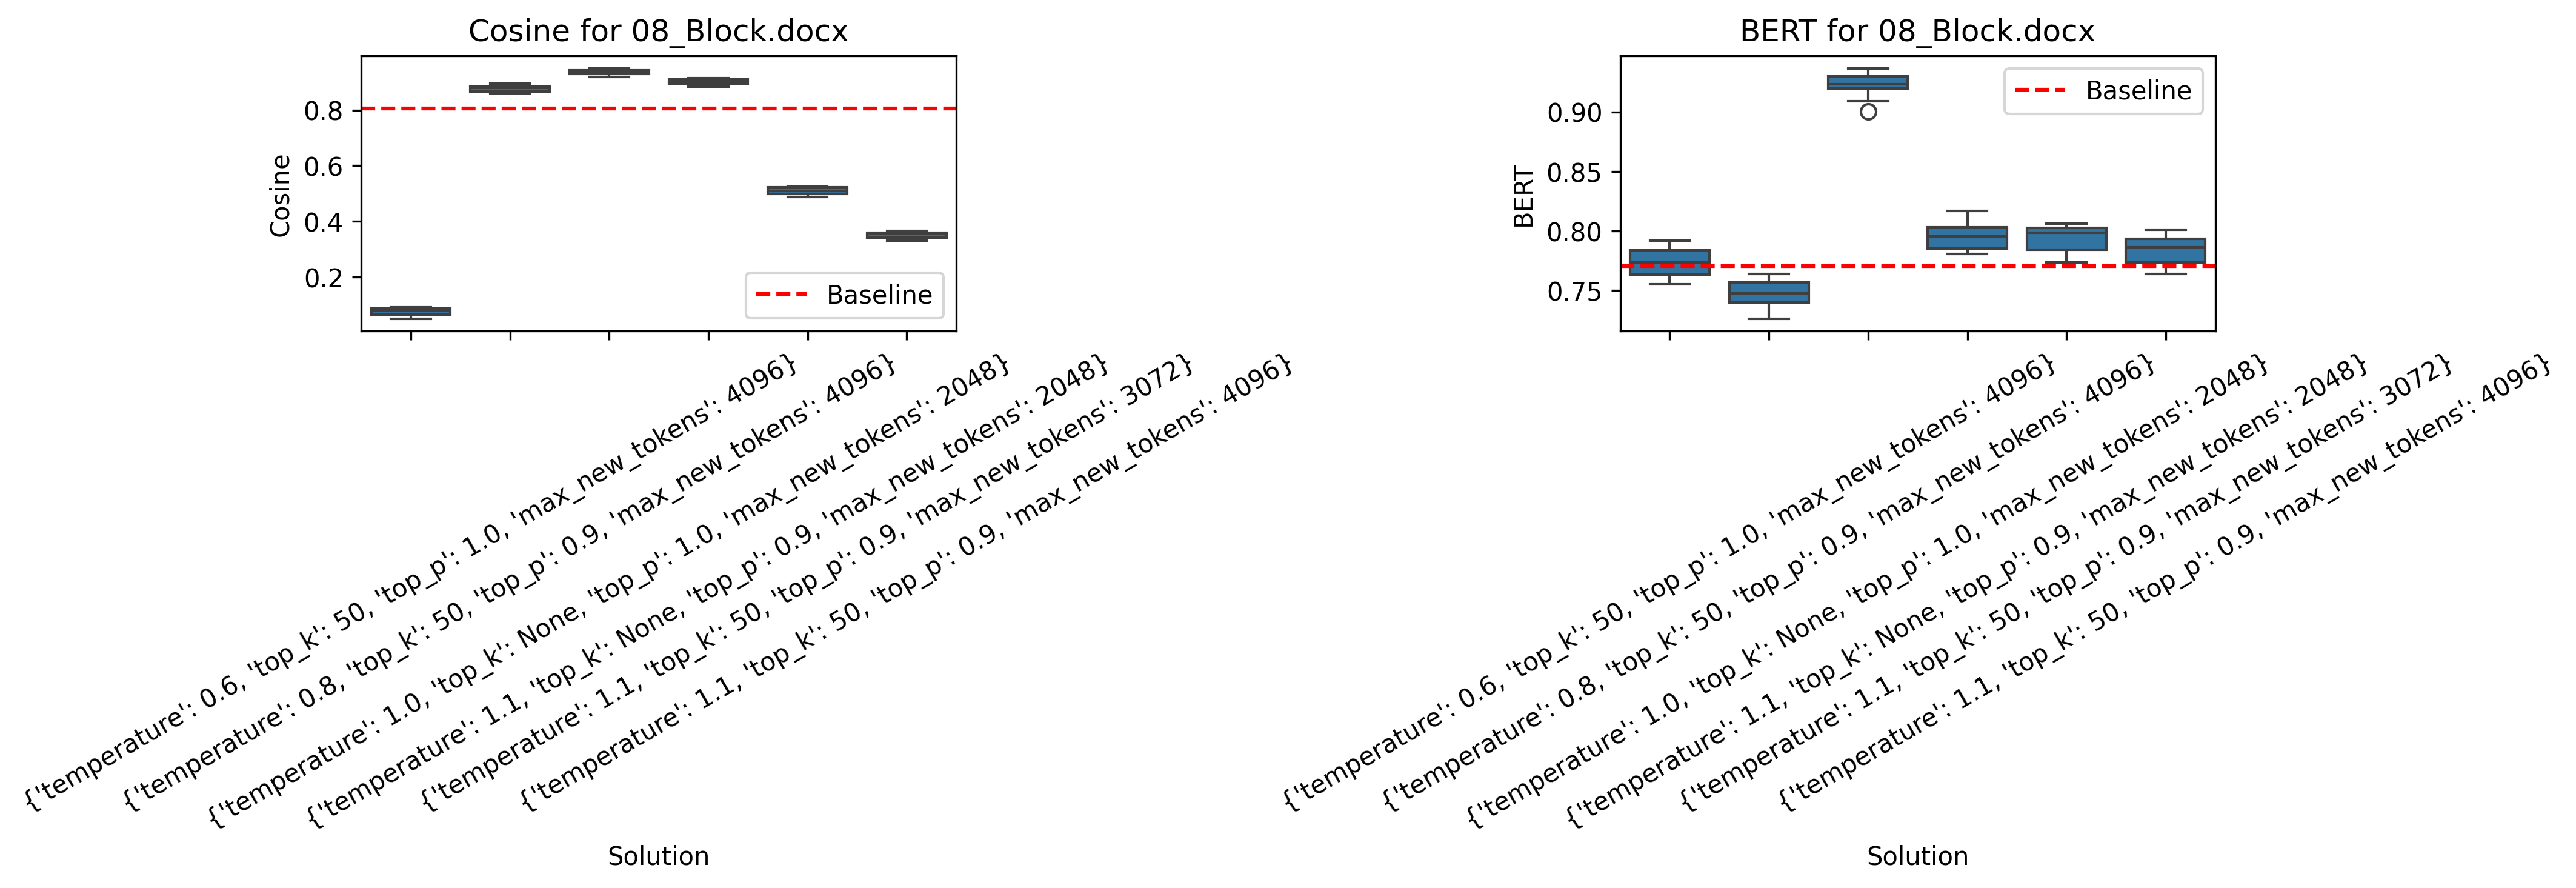 Cosine for 08_Block.docx
Cosine
0.8
0.6
0.4
0.2
Baseline
{'temperature': 0.6, 'top_k': 50, 'top_p': 1.0, 'max_new_tokens': 4096}
{'temperature': 0.8, 'top_k': 50, 'top_p': 0.9, 'max_new_tokens': 4096}
{'temperature': 1.0, 'top_k': None, 'top_p': 1.0, 'max_new_tokens': 2048}
{'temperature': 1.1, 'top_k': None, 'top_p': 0.9, 'max_new_tokens': 2048}
{'temperature': 1.1, 'top_k': 50, 'top_p': 0.9, 'max_new_tokens': 3072}
{'temperature': 1.1, 'top_k': 50, 'top_p': 0.9, 'max_new_tokens': 4096}
Solution
BERT for 08_Block.docx
BERT
0.90
0.85
0.80
0.75
Baseline
{'temperature': 0.6, 'top_k': 50, 'top_p': 1.0, 'max_new_tokens': 4096}
{'temperature': 0.8, 'top_k': 50, 'top_p': 0.9, 'max_new_tokens': 4096}
{'temperature': 1.0, 'top_k': None, 'top_p': 1.0, 'max_new_tokens': 2048}
{'temperature': 1.1, 'top_k': None, 'top_p': 0.9, 'max_new_tokens': 2048}
{'temperature': 1.1, 'top_k': 50, 'top_p': 0.9, 'max_new_tokens': 3072}
{'temperature': 1.1, 'top_k': 50, 'top_p': 0.9, 'max_new_tokens': 4096}
Solution